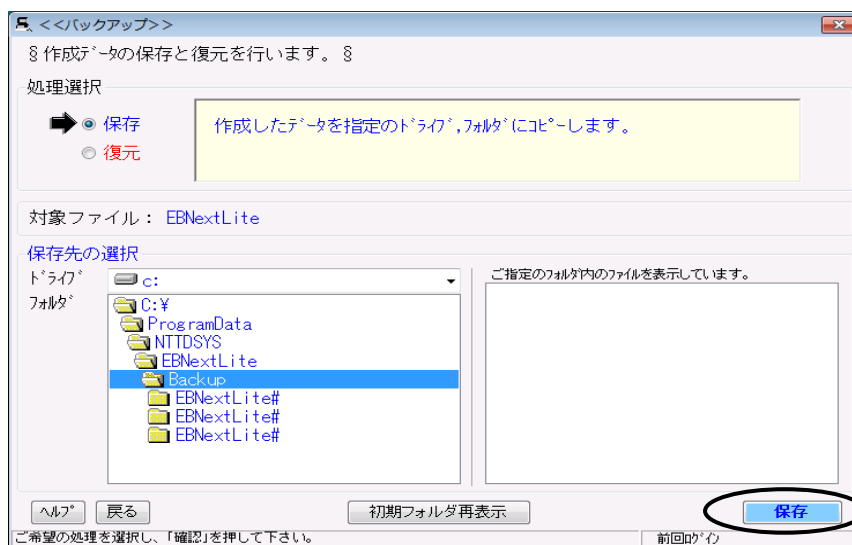 <<バックアップ>>
§作成ﾃﾞｰﾀの保存と復元を行います。§
処理選択
保存
復元
作成したﾃﾞｰﾀを指定のﾄﾞﾗｲﾌﾞ,ﾌｫﾙﾀﾞにｺﾋﾟｰします。
対象ファイル： EBNextLite
保存先の選択
ﾄﾞﾗｲﾌﾞ
c:
ﾌｫﾙﾀﾞ
C:¥
ProgramData
NTTDSYS
EBNextLite
Backup
EBNextLite#
EBNextLite#
EBNextLite#
ご指定のﾌｫﾙﾀﾞ内のﾌｧｲﾙを表示しています。
ﾍﾙﾌﾟ
戻る
初期フォルダ再表示
保存
ご希望の処理を選択し、「確認」を押して下さい。
前回ﾛｸﾞｲﾝ